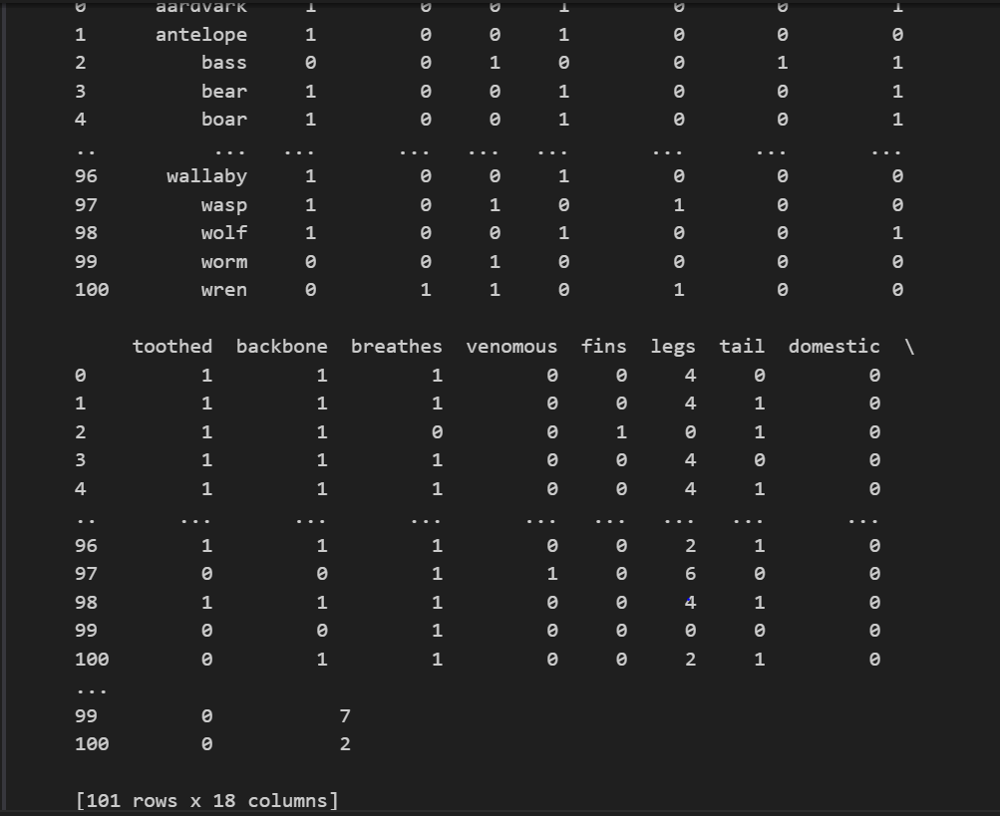 0 aardvark 1 0 0 1 0 0 1
1 antelope 1 0 0 1 0 0 0
2 bass 0 0 1 0 0 1 1
3 bear 1 0 0 1 0 0 1
4 boar 1 0 0 1 0 0 1
.. ... ... ... ... ... ... ... ...
96 wallaby 1 0 0 1 0 0 0
97 wasp 1 0 1 0 1 0 0
98 wolf 1 0 0 1 0 0 1
99 worm 0 0 1 0 0 0 0
100 wren 0 1 1 0 1 0 0
toothed backbone breathes venomous fins legs tail domestic \
0 1 1 1 0 0 4 0 0
1 1 1 1 0 0 4 1 0
2 1 1 0 0 1 0 1 0
3 1 1 1 0 0 4 0 0
4 1 1 1 0 0 4 1 0
.. ... ... ... ... ... ... ... ...
96 1 1 1 0 0 2 1 0
97 0 0 1 1 0 6 0 0
98 1 1 1 0 0 4 1 0
99 0 0 1 0 0 0 0 0
100 0 1 1 0 0 2 1 0
...
99 0 7
100 0 2
[101 rows x 18 columns]